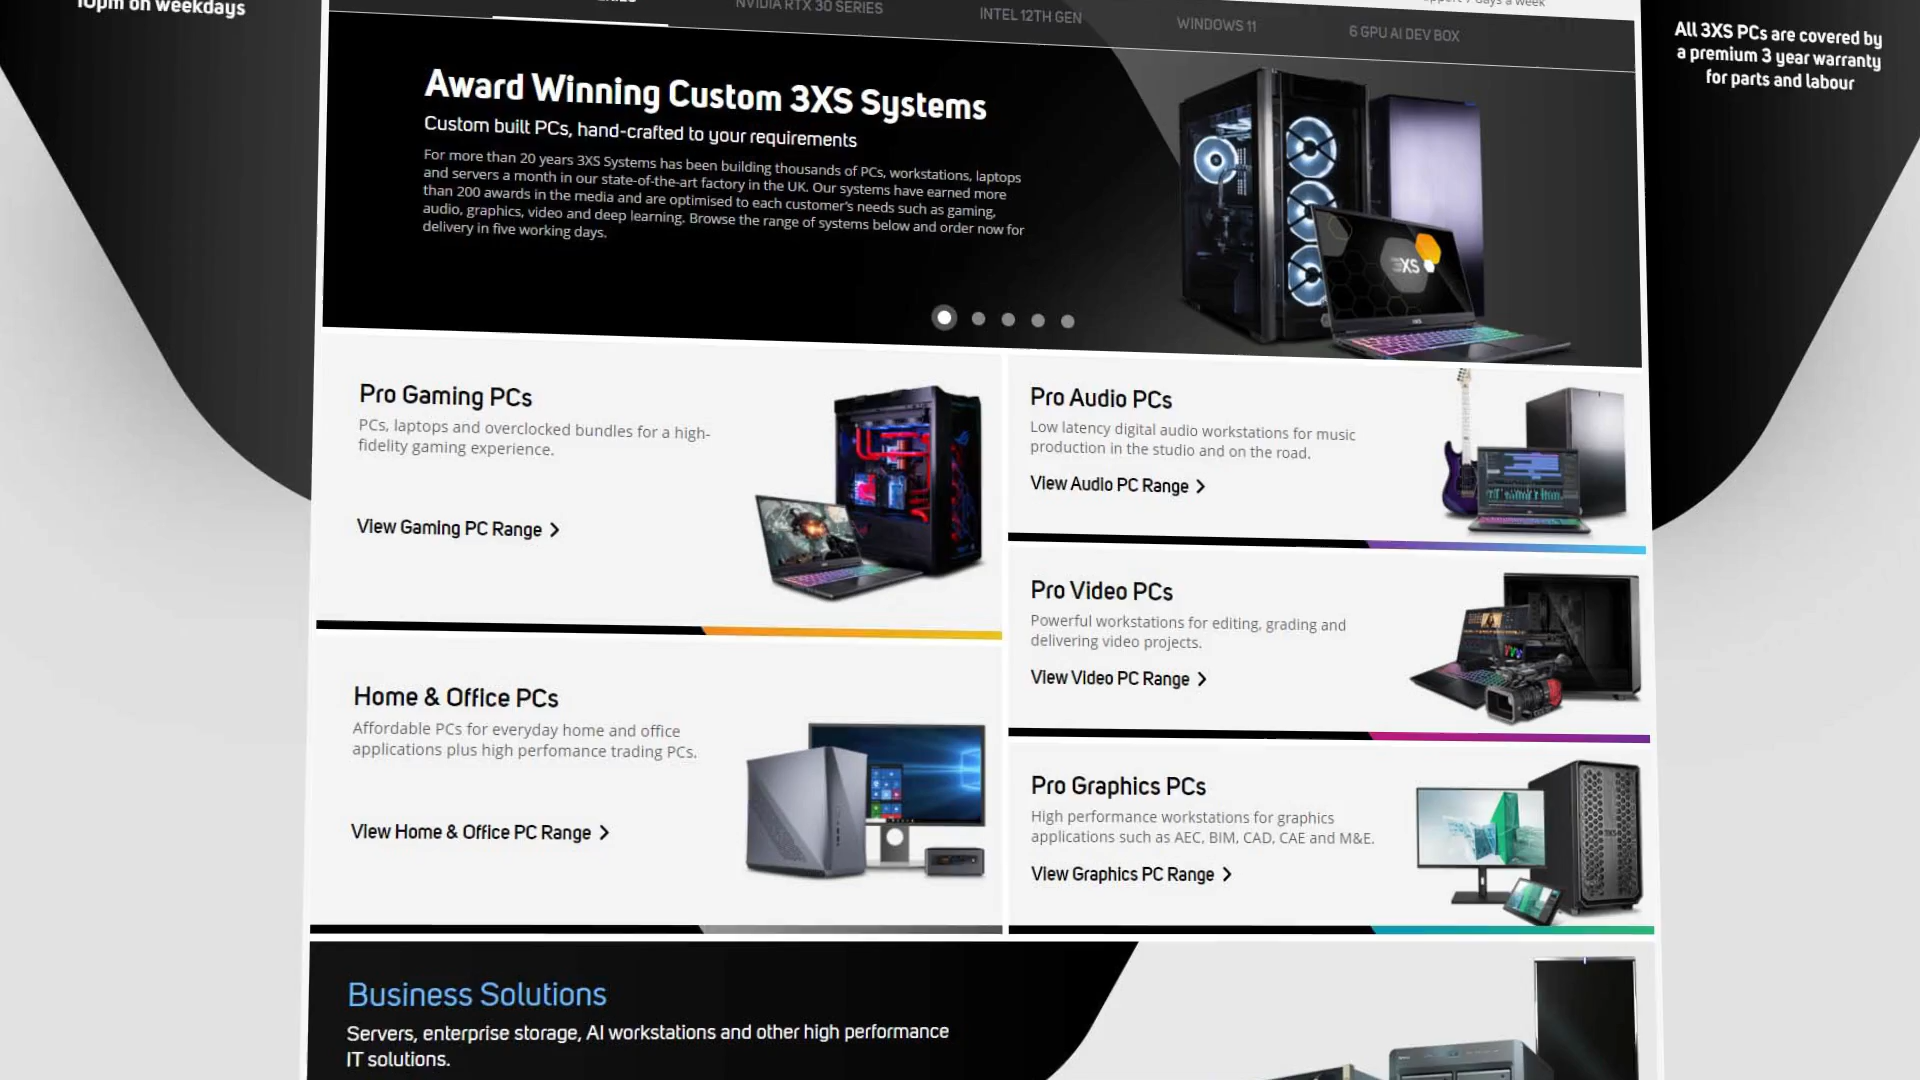 10pm on weekdays
NVIDIA RTX 30 SERIES
INTEL 12TH GEN
WINDOWS 11
6 GPU AI DEV BOX
All 3XS PCs are covered by
a premium 3 year warranty
for parts and labour
Award Winning Custom 3XS Systems
Custom built PCs, hand-crafted to your requirements
For more than 20 years 3XS Systems has been building thousands of PCs, workstations, laptops
and servers a month in our state-of-the-art factory in the UK. Our systems have earned more
than 200 awards in the media and are optimised to each customer's needs such as gaming,
audio, graphics, video and deep learning. Browse the range of systems below and order now for
delivery in five working days.
3XS
Pro Gaming PCs
PCs, laptops and overclocked bundles for a high-
fidelity gaming experience.
View Gaming PC Range
Pro Audio PCs
Low latency digital audio workstations for music
production in the studio and on the road.
View Audio PC Range
Pro Video PCs
Powerful workstations for editing, grading and
delivering video projects.
View Video PC Range
Home & Office PCs
Affordable PCs for everyday home and office
applications plus high perfomance trading PCs.
View Home & Office PC Range
Pro Graphics PCs
High performance workstations for graphics
applications such as AEC, BIM, CAD, CAE and M&E.
View Graphics PC Range
Business Solutions
Servers, enterprise storage, AI workstations and other high performance
IT solutions.